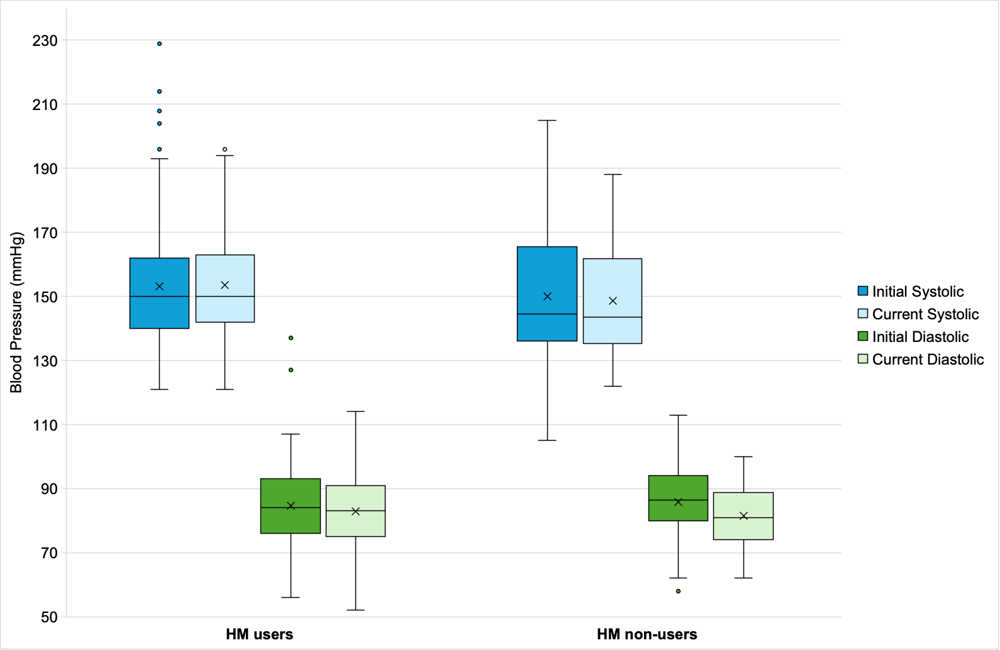 230
210
190
170
150
130
110
90
70
50
Blood Pressure (mmHg)
HM users
HM non-users
Initial Systolic
Current Systolic
Initial Diastolic
Current Diastolic